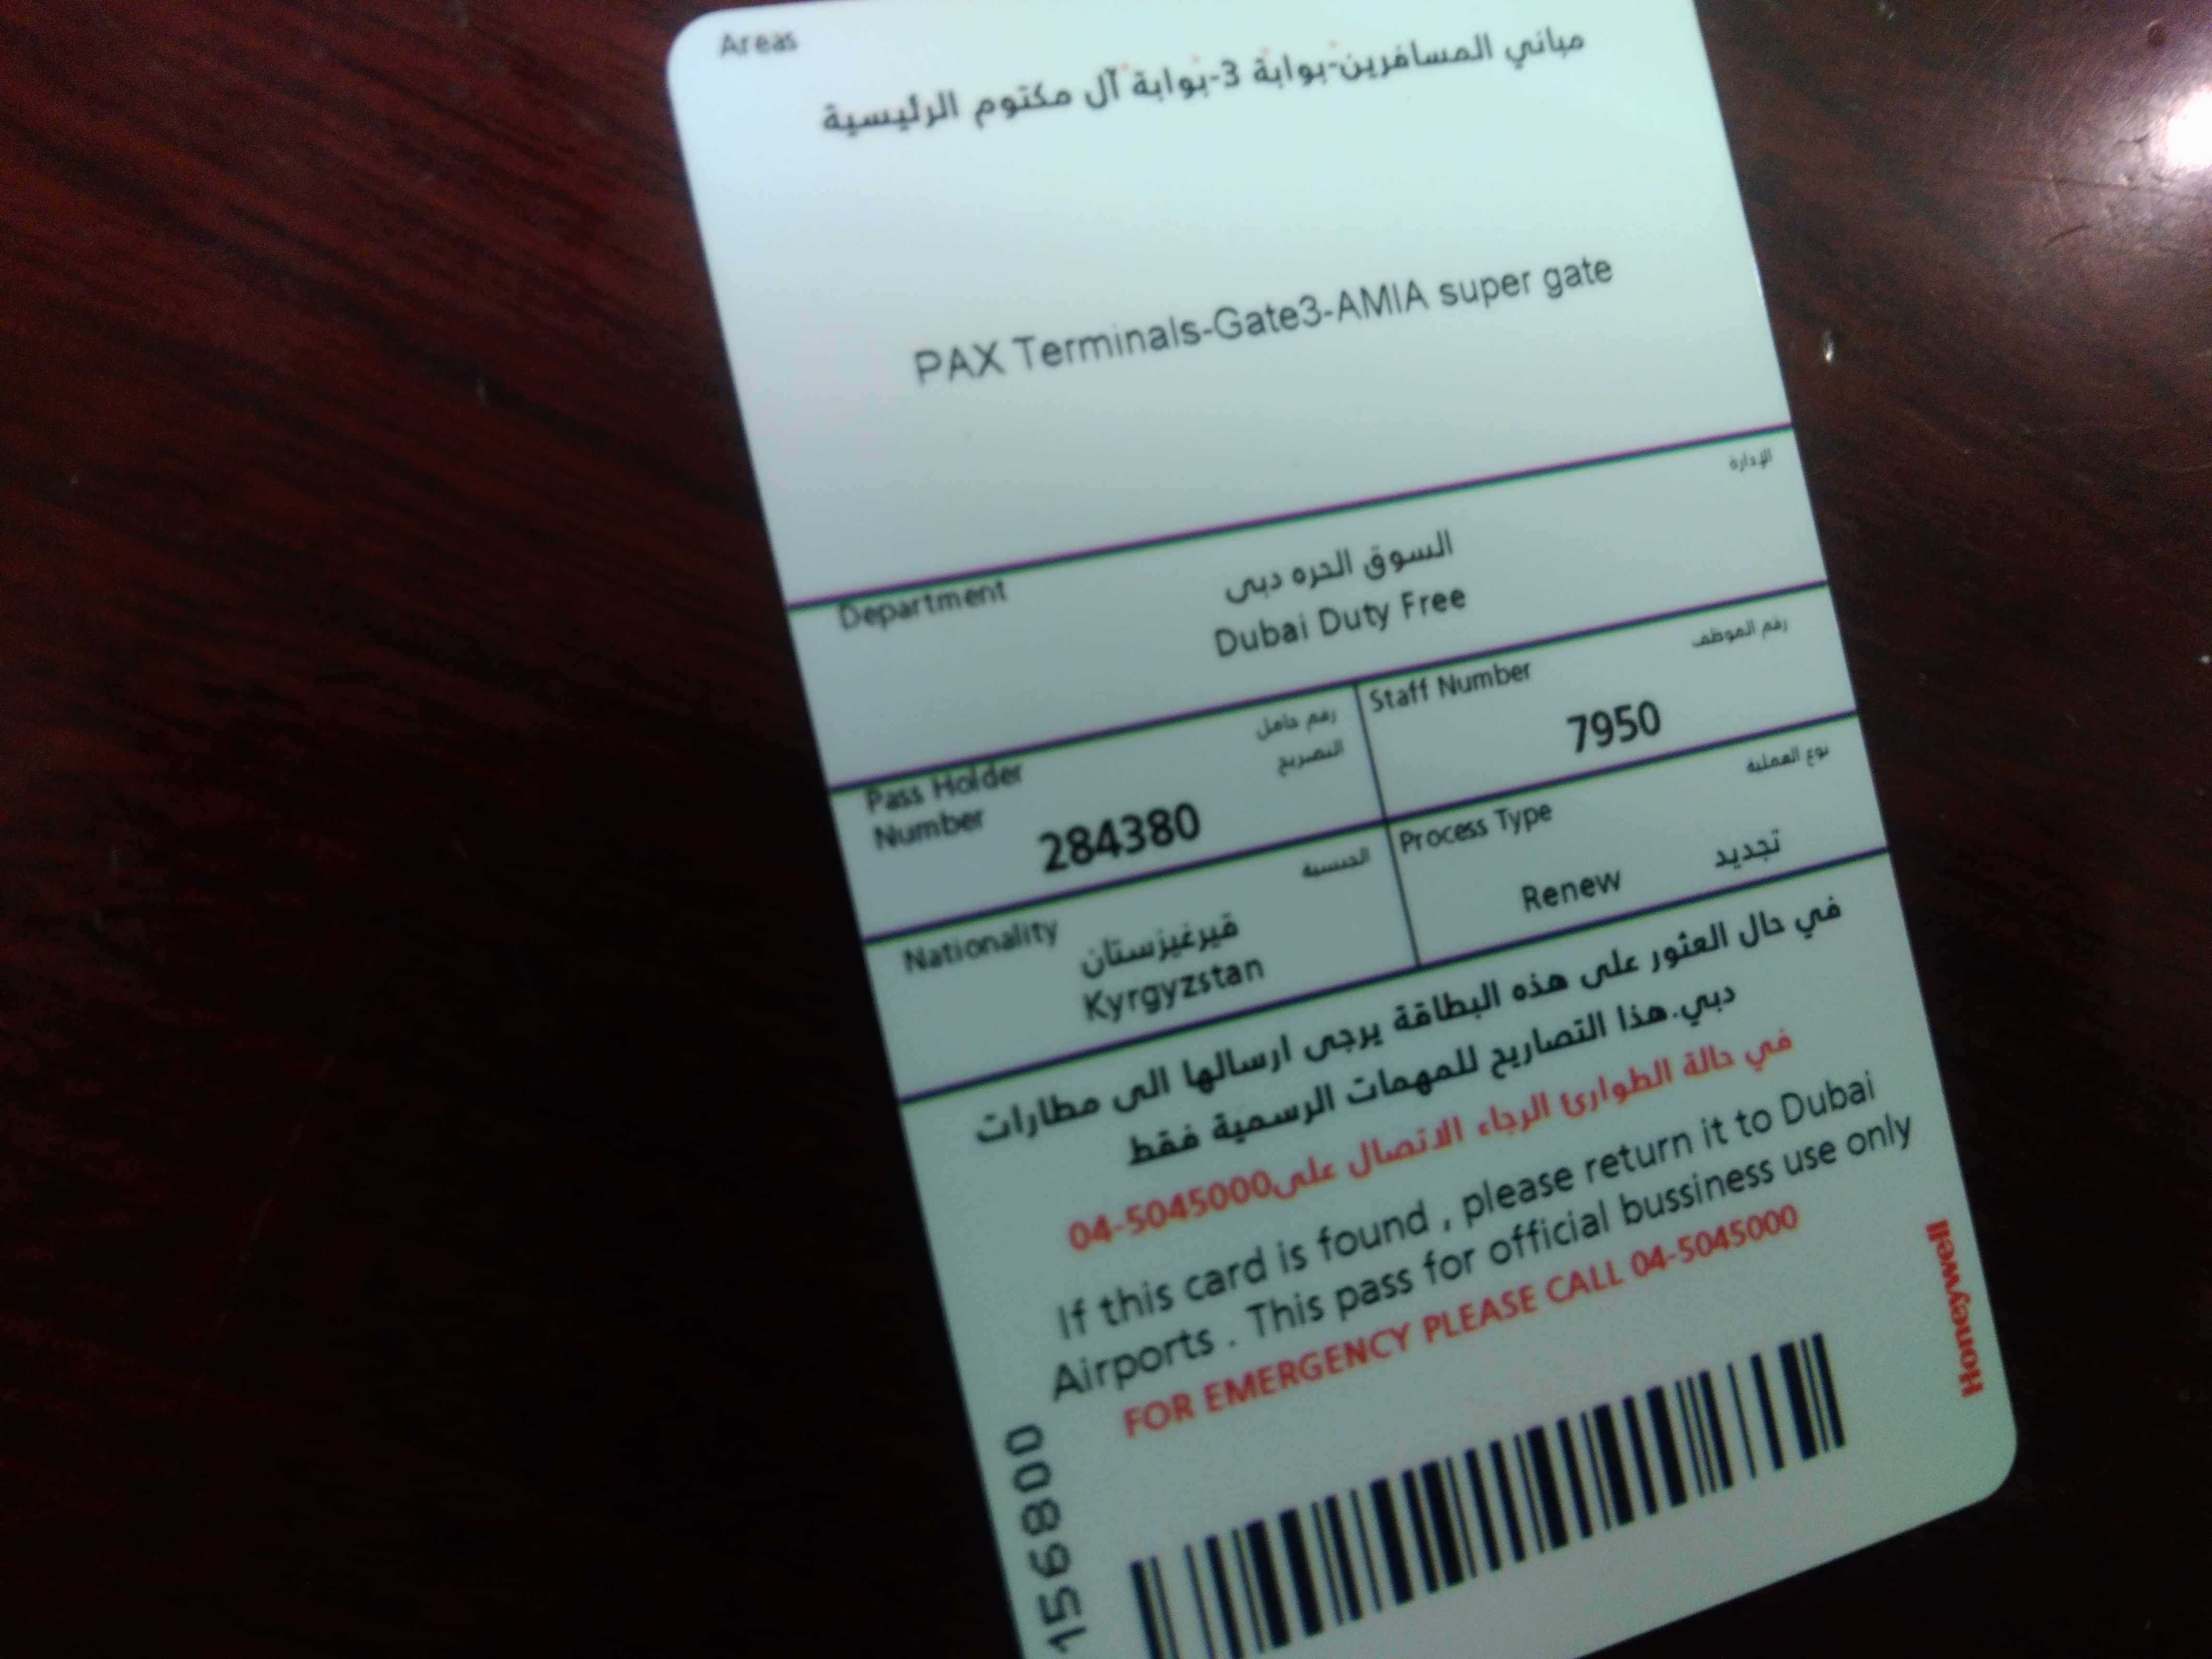 Areas
مباني المسافرين-بوابة 3-بوابة آل مكتوم الرئيسية
PAX Terminals-Gate3-AMIA super gate
الإدارة
Department
السوق الحره دبى
Dubai Duty Free
رقم حامل التصريح
Pass Holder Number
284380
رقم الموظف
Staff Number
7950
الجنسية
Nationality
قيرغيزستان
Kyrgyzstan
نوع العملية
Process Type
Renew تجديد
في حال العثور على هذه البطاقة يرجى ارسالها الى مطارات
دبي.هذا التصاريح للمهمات الرسمية فقط
في حالة الطوارئ الرجاء الاتصال على04-5045000
If this card is found , please return it to Dubai
Airports . This pass for official bussiness use only
FOR EMERGENCY PLEASE CALL 04-5045000
Honeywell
156800